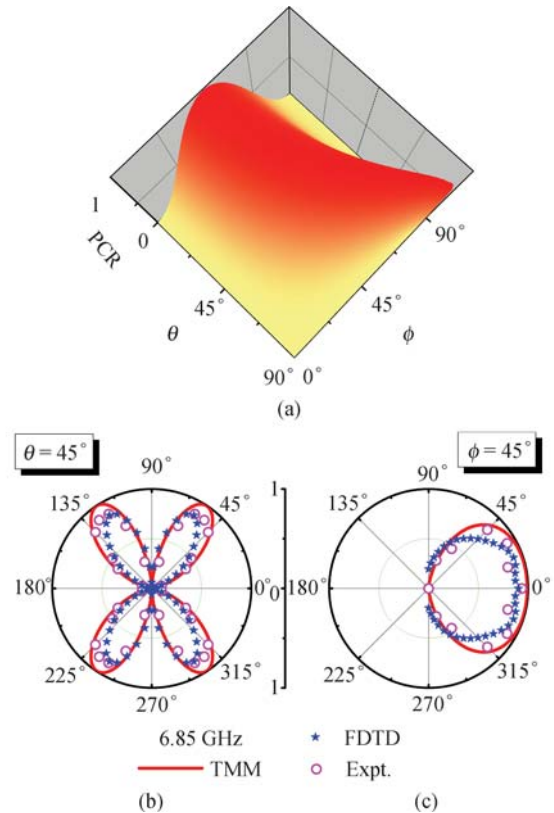 1
0
PCR
45°
θ
90°
0°
45°
ϕ
90°
(a)
θ = 45°
90°
135°
45°
180°
0°
225°
315°
270°
1
0
1
ϕ = 45°
90°
135°
45°
180°
0°
225°
315°
270°
6.85 GHz
FDTD
TMM
Expt.
(b)
(c)